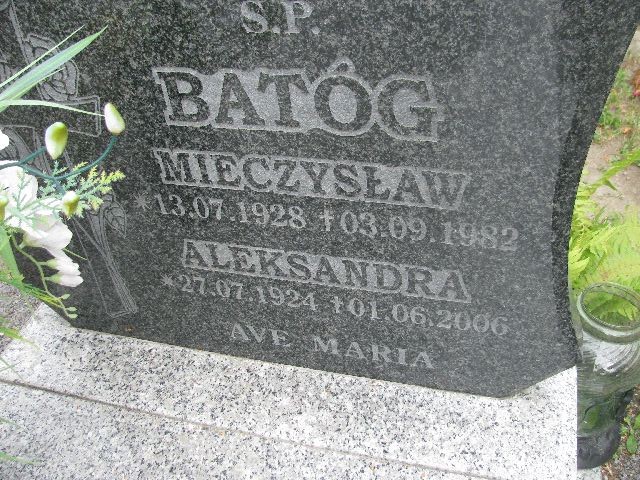 Ś.P.
BATÓG
MIECZYSŁAW
*13.07.1928 †03.09.1982
ALEKSANDRA
*27.07.1924 †01.06.2006
AVE MARIA